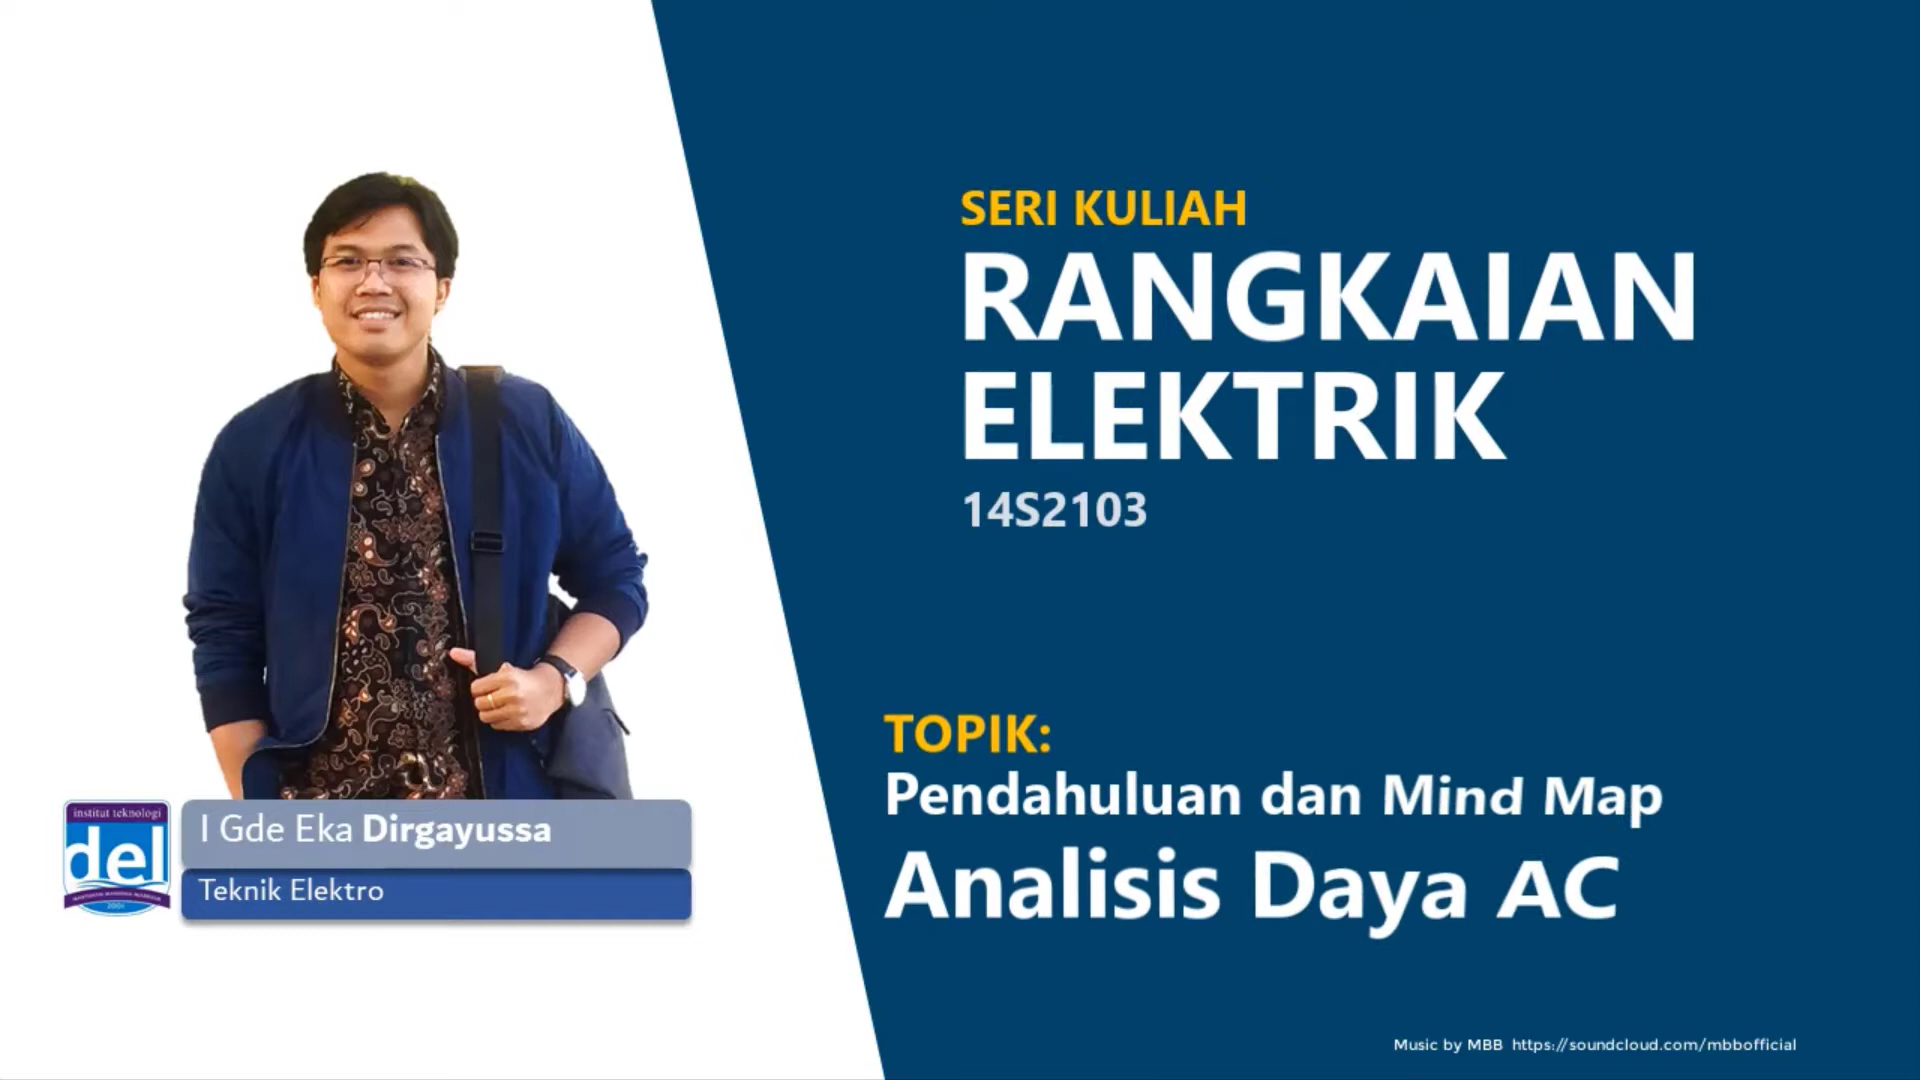 SERI KULIAH
RANGKAIAN
ELEKTRIK
14S2103
TOPIK:
Pendahuluan dan Mind Map
Analisis Daya AC
institut teknologi
del
2001
I Gde Eka Dirgayussa
Teknik Elektro
Music by MBB https://soundcloud.com/mbbofficial